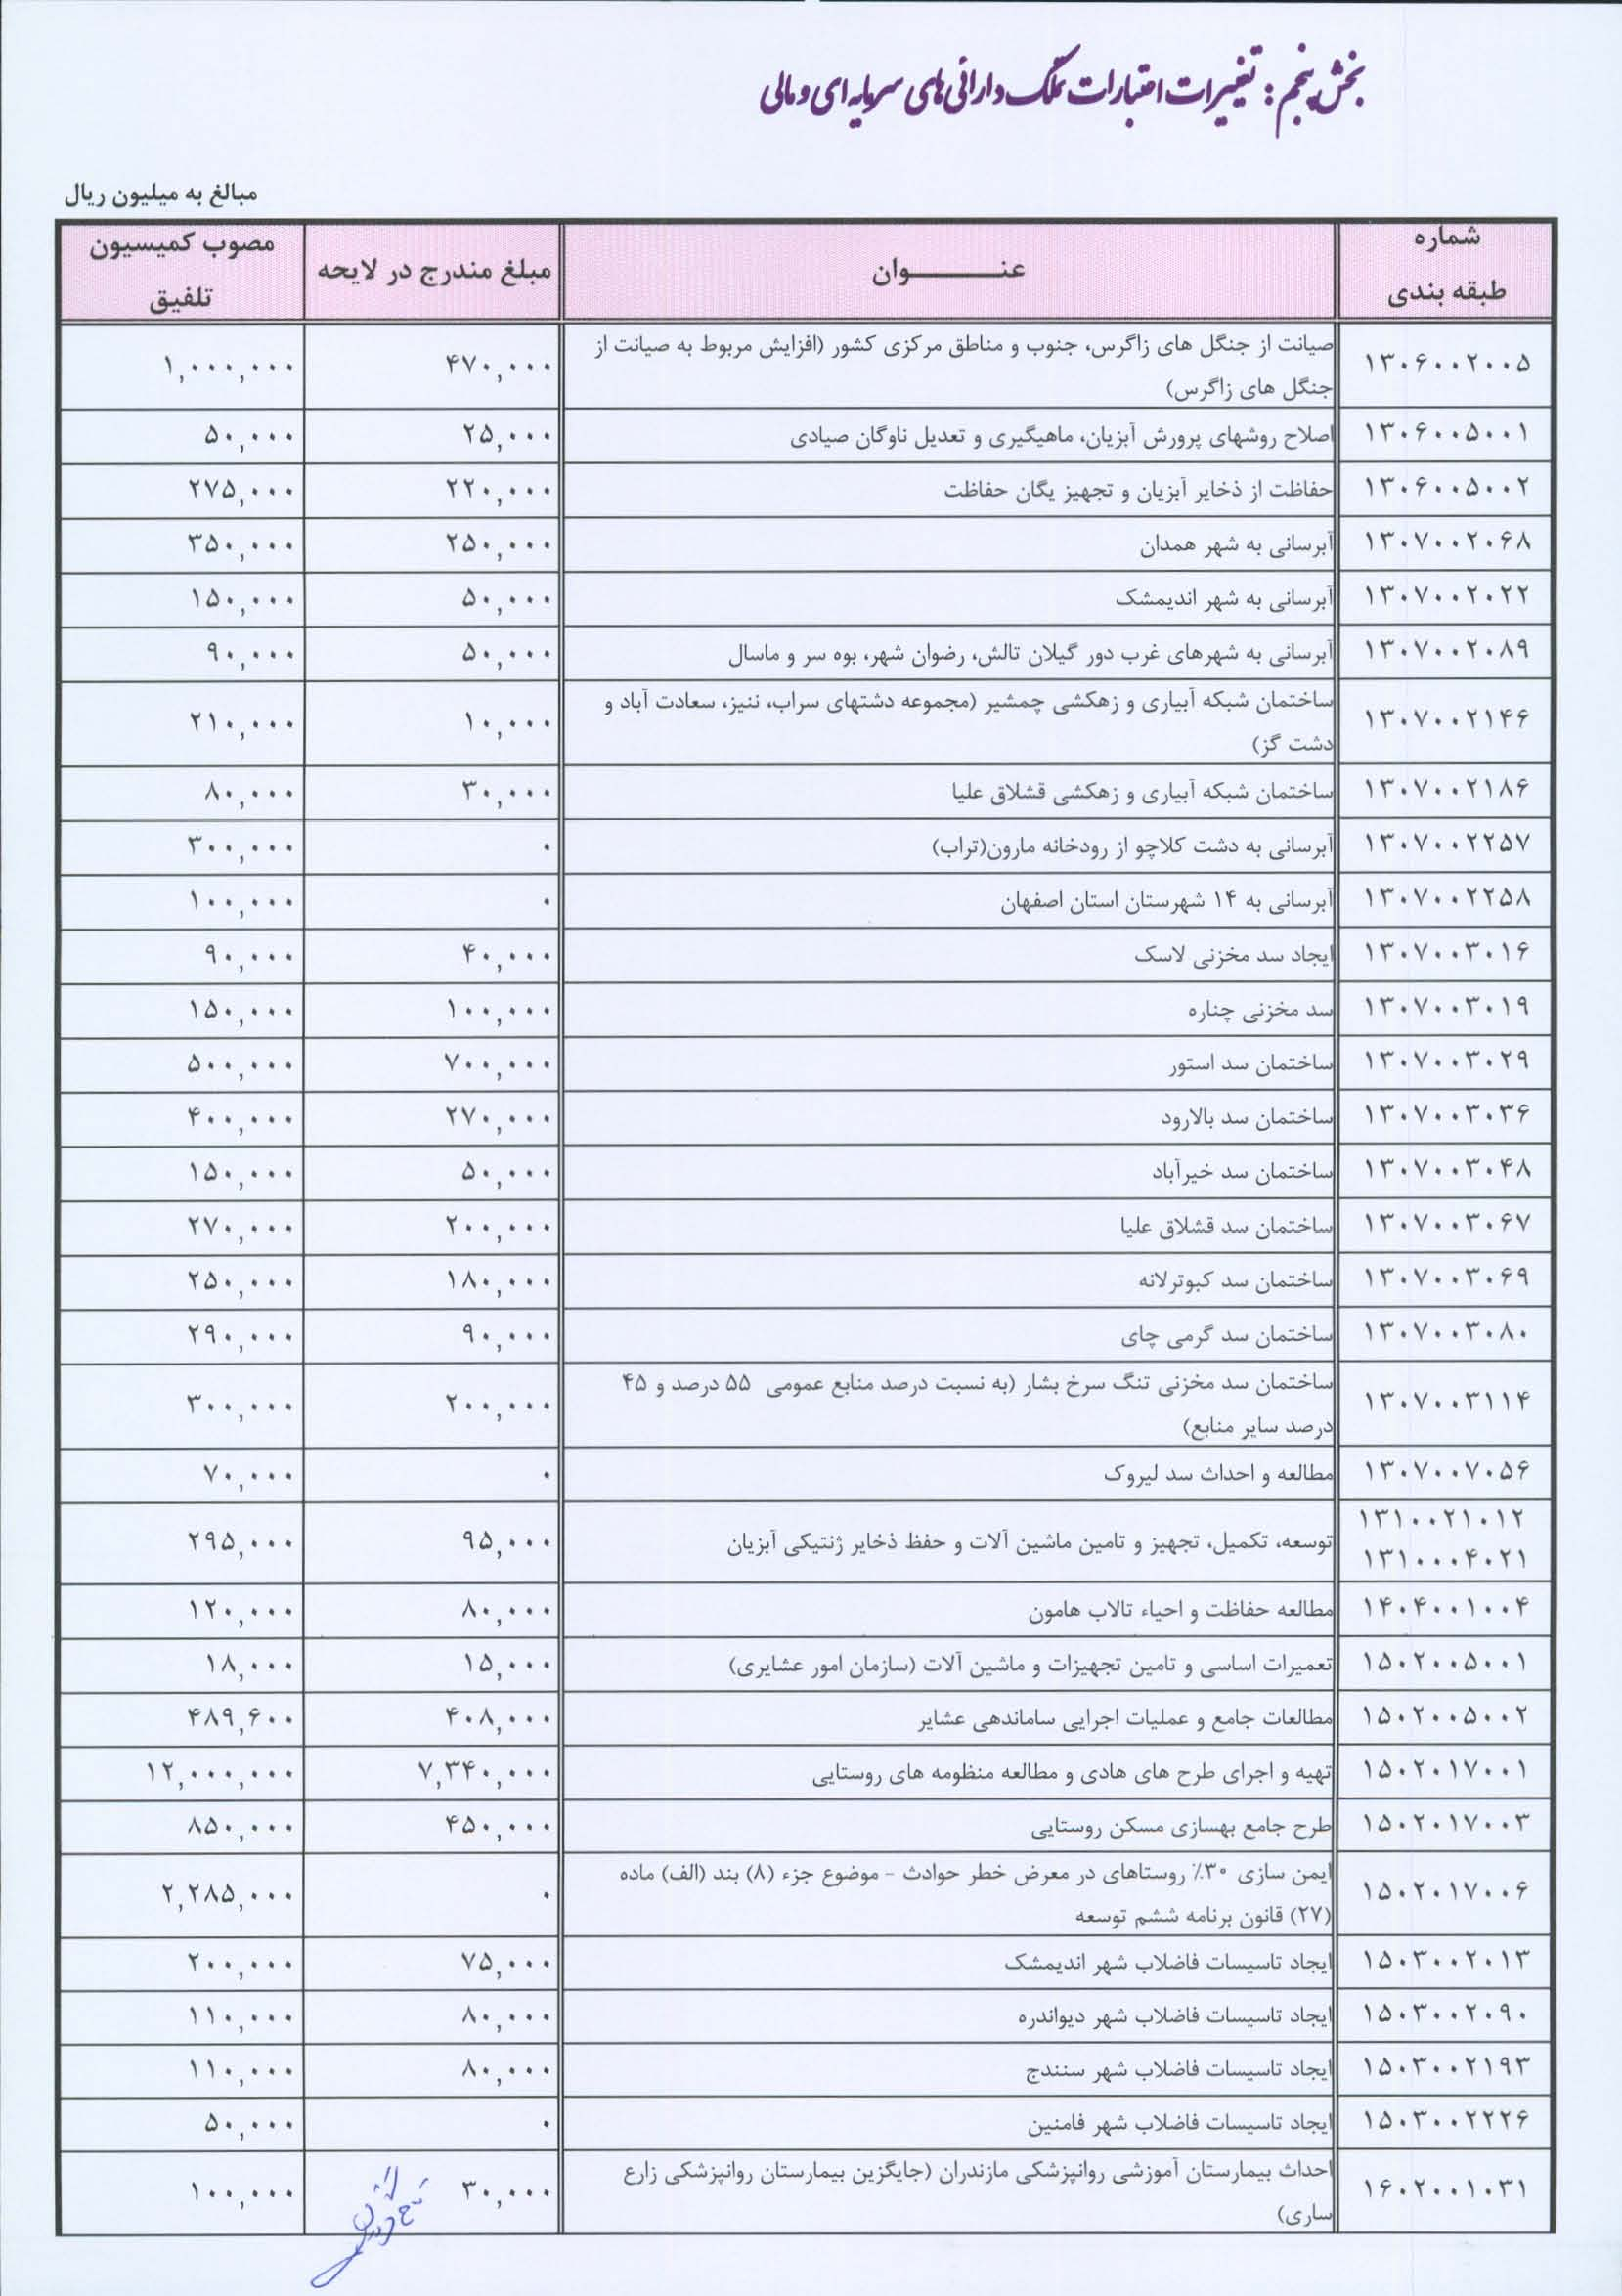 بخش پنجم: تغییرات اعتبارات تملک دارائی‌های سرمایه‌ای و مالی
مبالغ به میلیون ریال
شماره طبقه بندی	عنـــــــوان	مبلغ مندرج در لایحه	مصوب کمیسیون تلفیق
۱۳۰۶۰۰۲۰۰۵	صیانت از جنگل های زاگرس، جنوب و مناطق مرکزی کشور (افزایش مربوط به صیانت از جنگل های زاگرس)	۴۷۰,۰۰۰	۱,۰۰۰,۰۰۰
۱۳۰۶۰۰۵۰۰۱	اصلاح روشهای پرورش آبزیان، ماهیگیری و تعدیل ناوگان صیادی	۲۵,۰۰۰	۵۰,۰۰۰
۱۳۰۶۰۰۵۰۰۲	حفاظت از ذخایر آبزیان و تجهیز یگان حفاظت	۲۲۰,۰۰۰	۲۷۵,۰۰۰
۱۳۰۷۰۰۲۰۶۸	آبرسانی به شهر همدان	۲۵۰,۰۰۰	۳۵۰,۰۰۰
۱۳۰۷۰۰۲۰۲۲	آبرسانی به شهر اندیمشک	۵۰,۰۰۰	۱۵۰,۰۰۰
۱۳۰۷۰۰۲۰۸۹	آبرسانی به شهرهای غرب دور گیلان تالش، رضوان شهر، بوه سر و ماسال	۵۰,۰۰۰	۹۰,۰۰۰
۱۳۰۷۰۰۲۱۴۶	ساختمان شبکه آبیاری و زهکشی چمشیر (مجموعه دشتهای سراب، ننیز، سعادت آباد و دشت گز)	۱۰,۰۰۰	۲۱۰,۰۰۰
۱۳۰۷۰۰۲۱۸۶	ساختمان شبکه آبیاری و زهکشی قشلاق علیا	۳۰,۰۰۰	۸۰,۰۰۰
۱۳۰۷۰۰۲۲۵۷	آبرسانی به دشت کلاچو از رودخانه مارون(تراب)	۰	۳۰۰,۰۰۰
۱۳۰۷۰۰۲۲۵۸	آبرسانی به ۱۴ شهرستان استان اصفهان	۰	۱۰۰,۰۰۰
۱۳۰۷۰۰۳۰۱۶	ایجاد سد مخزنی لاسک	۴۰,۰۰۰	۹۰,۰۰۰
۱۳۰۷۰۰۳۰۱۹	سد مخزنی چناره	۱۰۰,۰۰۰	۱۵۰,۰۰۰
۱۳۰۷۰۰۳۰۲۹	ساختمان سد استور	۷۰۰,۰۰۰	۵۰۰,۰۰۰
۱۳۰۷۰۰۳۰۳۶	ساختمان سد بالارود	۲۷۰,۰۰۰	۴۰۰,۰۰۰
۱۳۰۷۰۰۳۰۴۸	ساختمان سد خیرآباد	۵۰,۰۰۰	۱۵۰,۰۰۰
۱۳۰۷۰۰۳۰۶۷	ساختمان سد قشلاق علیا	۲۰۰,۰۰۰	۲۷۰,۰۰۰
۱۳۰۷۰۰۳۰۶۹	ساختمان سد کبوترلانه	۱۸۰,۰۰۰	۲۵۰,۰۰۰
۱۳۰۷۰۰۳۰۸۰	ساختمان سد گرمی چای	۹۰,۰۰۰	۲۹۰,۰۰۰
۱۳۰۷۰۰۳۱۱۴	ساختمان سد مخزنی تنگ سرخ بشار (به نسبت درصد منابع عمومی ۵۵ درصد و ۴۵ درصد سایر منابع)	۲۰۰,۰۰۰	۳۰۰,۰۰۰
۱۳۰۷۰۰۷۰۵۶	مطالعه و احداث سد لیروک	۰	۷۰,۰۰۰
۱۳۱۰۰۲۱۰۱۲ ۱۳۱۰۰۰۴۰۲۱	توسعه، تکمیل، تجهیز و تامین ماشین آلات و حفظ ذخایر ژنتیکی آبزیان	۹۵,۰۰۰	۲۹۵,۰۰۰
۱۴۰۴۰۰۱۰۰۴	مطالعه حفاظت و احیاء تالاب هامون	۸۰,۰۰۰	۱۲۰,۰۰۰
۱۵۰۲۰۰۵۰۰۱	تعمیرات اساسی و تامین تجهیزات و ماشین آلات (سازمان امور عشایری)	۱۵,۰۰۰	۱۸,۰۰۰
۱۵۰۲۰۰۵۰۰۲	مطالعات جامع و عملیات اجرایی ساماندهی عشایر	۴۰۸,۰۰۰	۴۸۹,۶۰۰
۱۵۰۲۰۱۷۰۰۱	تهیه و اجرای طرح های هادی و مطالعه منظومه های روستایی	۷,۳۴۰,۰۰۰	۱۲,۰۰۰,۰۰۰
۱۵۰۲۰۱۷۰۰۳	طرح جامع بهسازی مسکن روستایی	۴۵۰,۰۰۰	۸۵۰,۰۰۰
۱۵۰۲۰۱۷۰۰۶	ایمن سازی ۳۰٪ روستاهای در معرض خطر حوادث - موضوع جزء (۸) بند (الف) ماده (۲۷) قانون برنامه ششم توسعه	۰	۲,۲۸۵,۰۰۰
۱۵۰۳۰۰۲۰۱۳	ایجاد تاسیسات فاضلاب شهر اندیمشک	۷۵,۰۰۰	۲۰۰,۰۰۰
۱۵۰۳۰۰۲۰۹۰	ایجاد تاسیسات فاضلاب شهر دیواندره	۸۰,۰۰۰	۱۱۰,۰۰۰
۱۵۰۳۰۰۲۱۹۳	ایجاد تاسیسات فاضلاب شهر سنندج	۸۰,۰۰۰	۱۱۰,۰۰۰
۱۵۰۳۰۰۲۲۲۶	ایجاد تاسیسات فاضلاب شهر فامنین	۰	۵۰,۰۰۰
۱۶۰۲۰۰۱۰۳۱	احداث بیمارستان آموزشی روانپزشکی مازندران (جایگزین بیمارستان روانپزشکی زارع ساری)	۳۰,۰۰۰	۱۰۰,۰۰۰